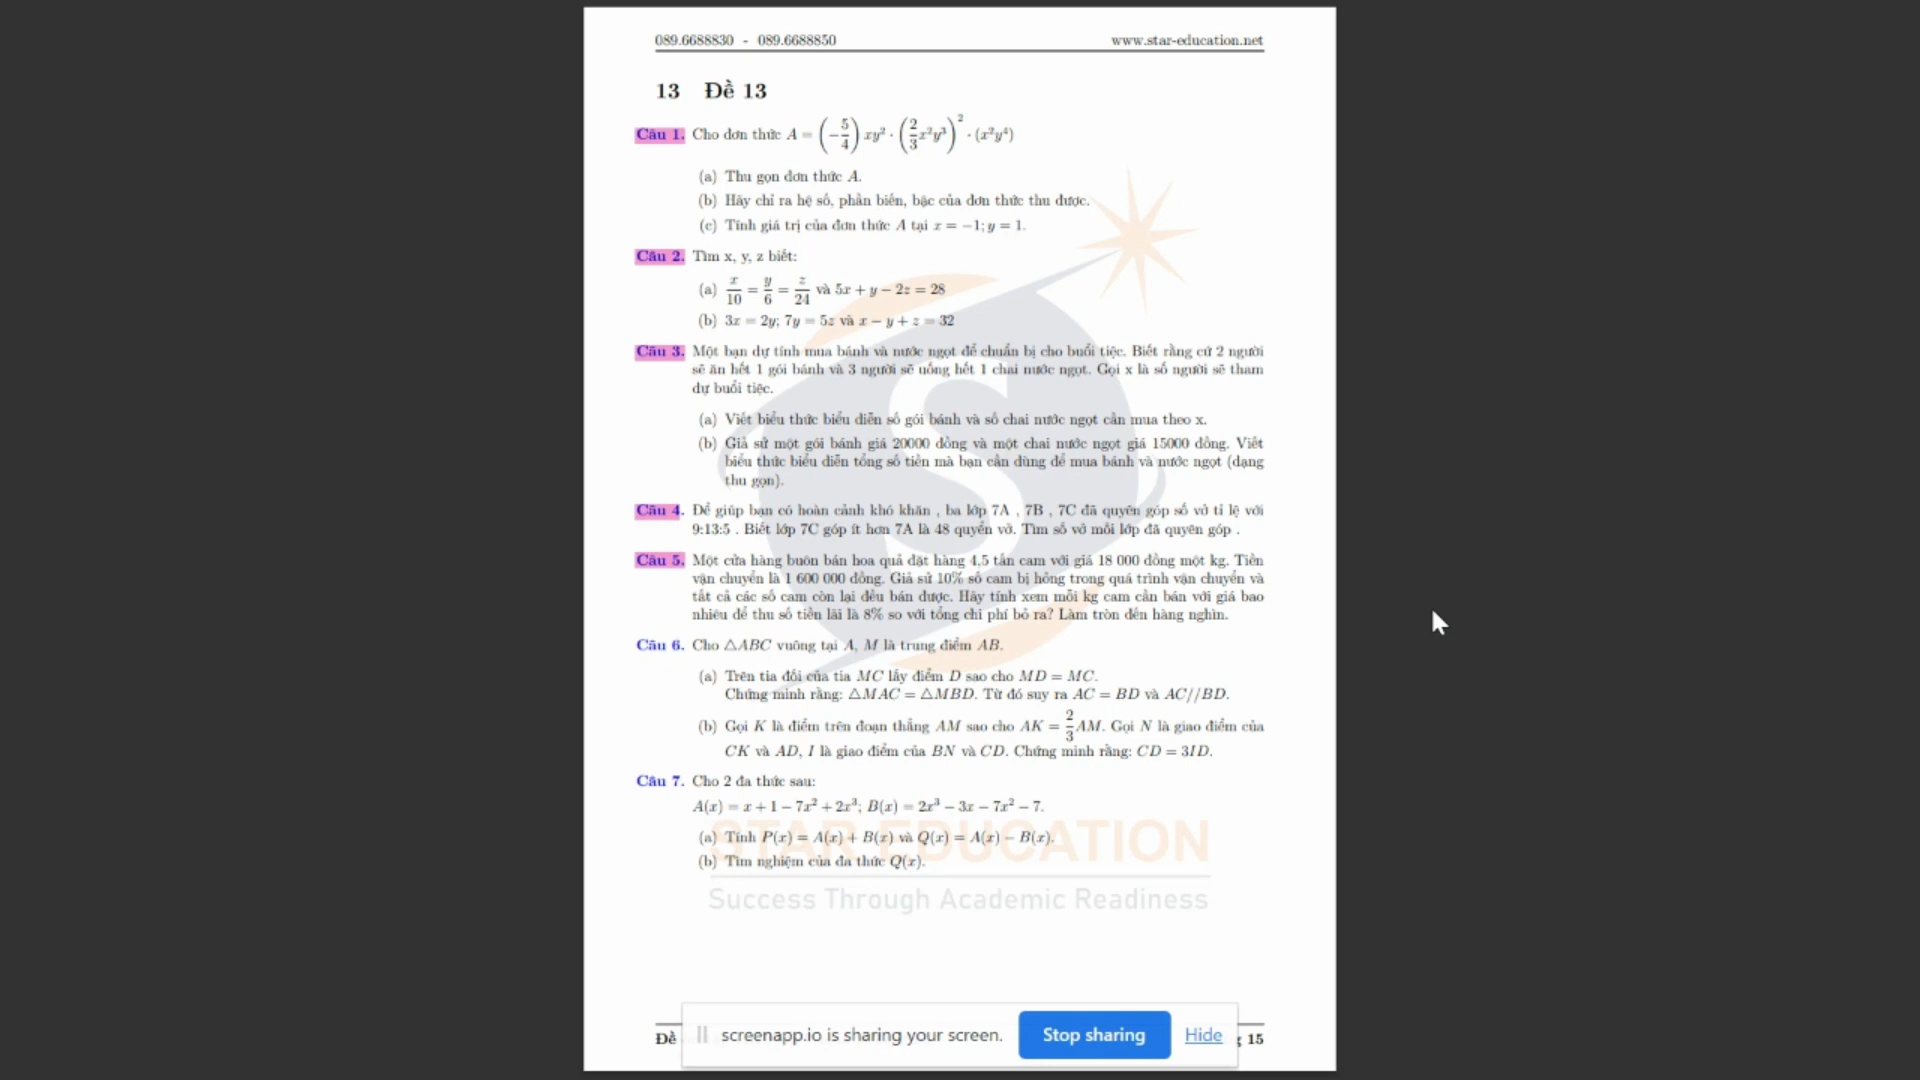 089.6688830 - 089.6688850
www.star-education.net
13 Đề 13
Câu 1. Cho đơn thức A = (−5/4) xy² · (2/3 x²y³)² · (x²y⁴)
(a) Thu gọn đơn thức A.
(b) Hãy chỉ ra hệ số, phần biến, bậc của đơn thức thu được.
(c) Tính giá trị của đơn thức A tại x = −1; y = 1.
Câu 2. Tìm x, y, z biết:
(a) x/10 = y/6 = z/24 và 5x + y − 2z = 28
(b) 3x = 2y; 7y = 5z và x − y + z = 32
Câu 3. Một bạn dự tính mua bánh và nước ngọt để chuẩn bị cho buổi tiệc. Biết rằng cứ 2 người
sẽ ăn hết 1 gói bánh và 3 người sẽ uống hết 1 chai nước ngọt. Gọi x là số người sẽ tham
dự buổi tiệc.
(a) Viết biểu thức biểu diễn số gói bánh và số chai nước ngọt cần mua theo x.
(b) Giả sử một gói bánh giá 20000 đồng và một chai nước ngọt giá 15000 đồng. Viết
biểu thức biểu diễn tổng số tiền mà bạn cần dùng để mua bánh và nước ngọt (dạng
thu gọn).
Câu 4. Để giúp bạn có hoàn cảnh khó khăn , ba lớp 7A , 7B , 7C đã quyên góp số vở tỉ lệ với
9:13:5 . Biết lớp 7C góp ít hơn 7A là 48 quyển vở. Tìm số vở mỗi lớp đã quyên góp .
Câu 5. Một cửa hàng buôn bán hoa quả đặt hàng 4,5 tấn cam với giá 18 000 đồng một kg. Tiền
vận chuyển là 1 600 000 đồng. Giả sử 10% số cam bị hỏng trong quá trình vận chuyển và
tất cả các số cam còn lại đều bán được. Hãy tính xem mỗi kg cam cần bán với giá bao
nhiêu để thu số tiền lãi là 8% so với tổng chi phí bỏ ra? Làm tròn đến hàng nghìn.
Câu 6. Cho △ABC vuông tại A, M là trung điểm AB.
(a) Trên tia đối của tia MC lấy điểm D sao cho MD = MC.
Chứng minh rằng: △MAC = △MBD. Từ đó suy ra AC = BD và AC//BD.
(b) Gọi K là điểm trên đoạn thẳng AM sao cho AK = 2/3 AM. Gọi N là giao điểm của
CK và AD, I là giao điểm của BN và CD. Chứng minh rằng: CD = 3ID.
Câu 7. Cho 2 đa thức sau:
A(x) = x + 1 − 7x² + 2x³; B(x) = 2x³ − 3x − 7x² − 7.
(a) Tính P(x) = A(x) + B(x) và Q(x) = A(x) − B(x).
(b) Tìm nghiệm của đa thức Q(x).
STAR EDUCATION
Success Through Academic Readiness
Đề
screenapp.io is sharing your screen.
Stop sharing
Hide
15